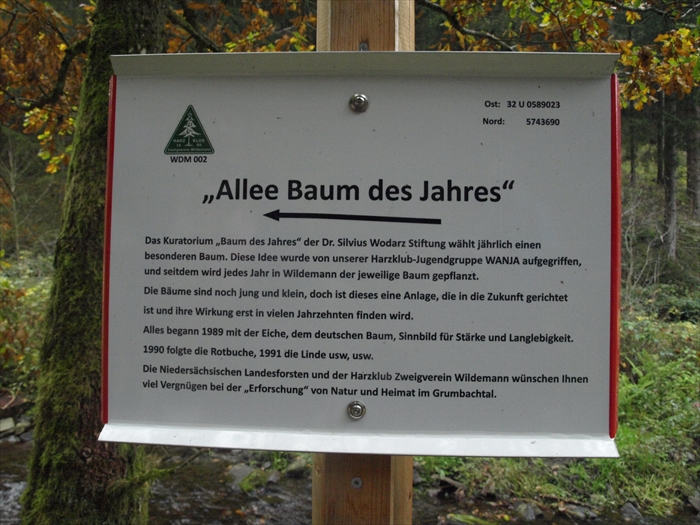 Ost: 32 U 0589023
Nord: 5743690
HARZ KLUB
WDM 002
„Allee Baum des Jahres“
Das Kuratorium „Baum des Jahres“ der Dr. Silvius Wodarz Stiftung wählt jährlich einen
besonderen Baum. Diese Idee wurde von unserer Harzklub-Jugendgruppe WANJA aufgegriffen,
und seitdem wird jedes Jahr in Wildemann der jeweilige Baum gepflanzt.
Die Bäume sind noch jung und klein, doch ist dieses eine Anlage, die in die Zukunft gerichtet
ist und ihre Wirkung erst in vielen Jahrzehnten finden wird.
Alles begann 1989 mit der Eiche, dem deutschen Baum, Sinnbild für Stärke und Langlebigkeit.
1990 folgte die Rotbuche, 1991 die Linde usw, usw.
Die Niedersächsischen Landesforsten und der Harzklub Zweigverein Wildemann wünschen Ihnen
viel Vergnügen bei der „Erforschung“ von Natur und Heimat im Grumbachtal.